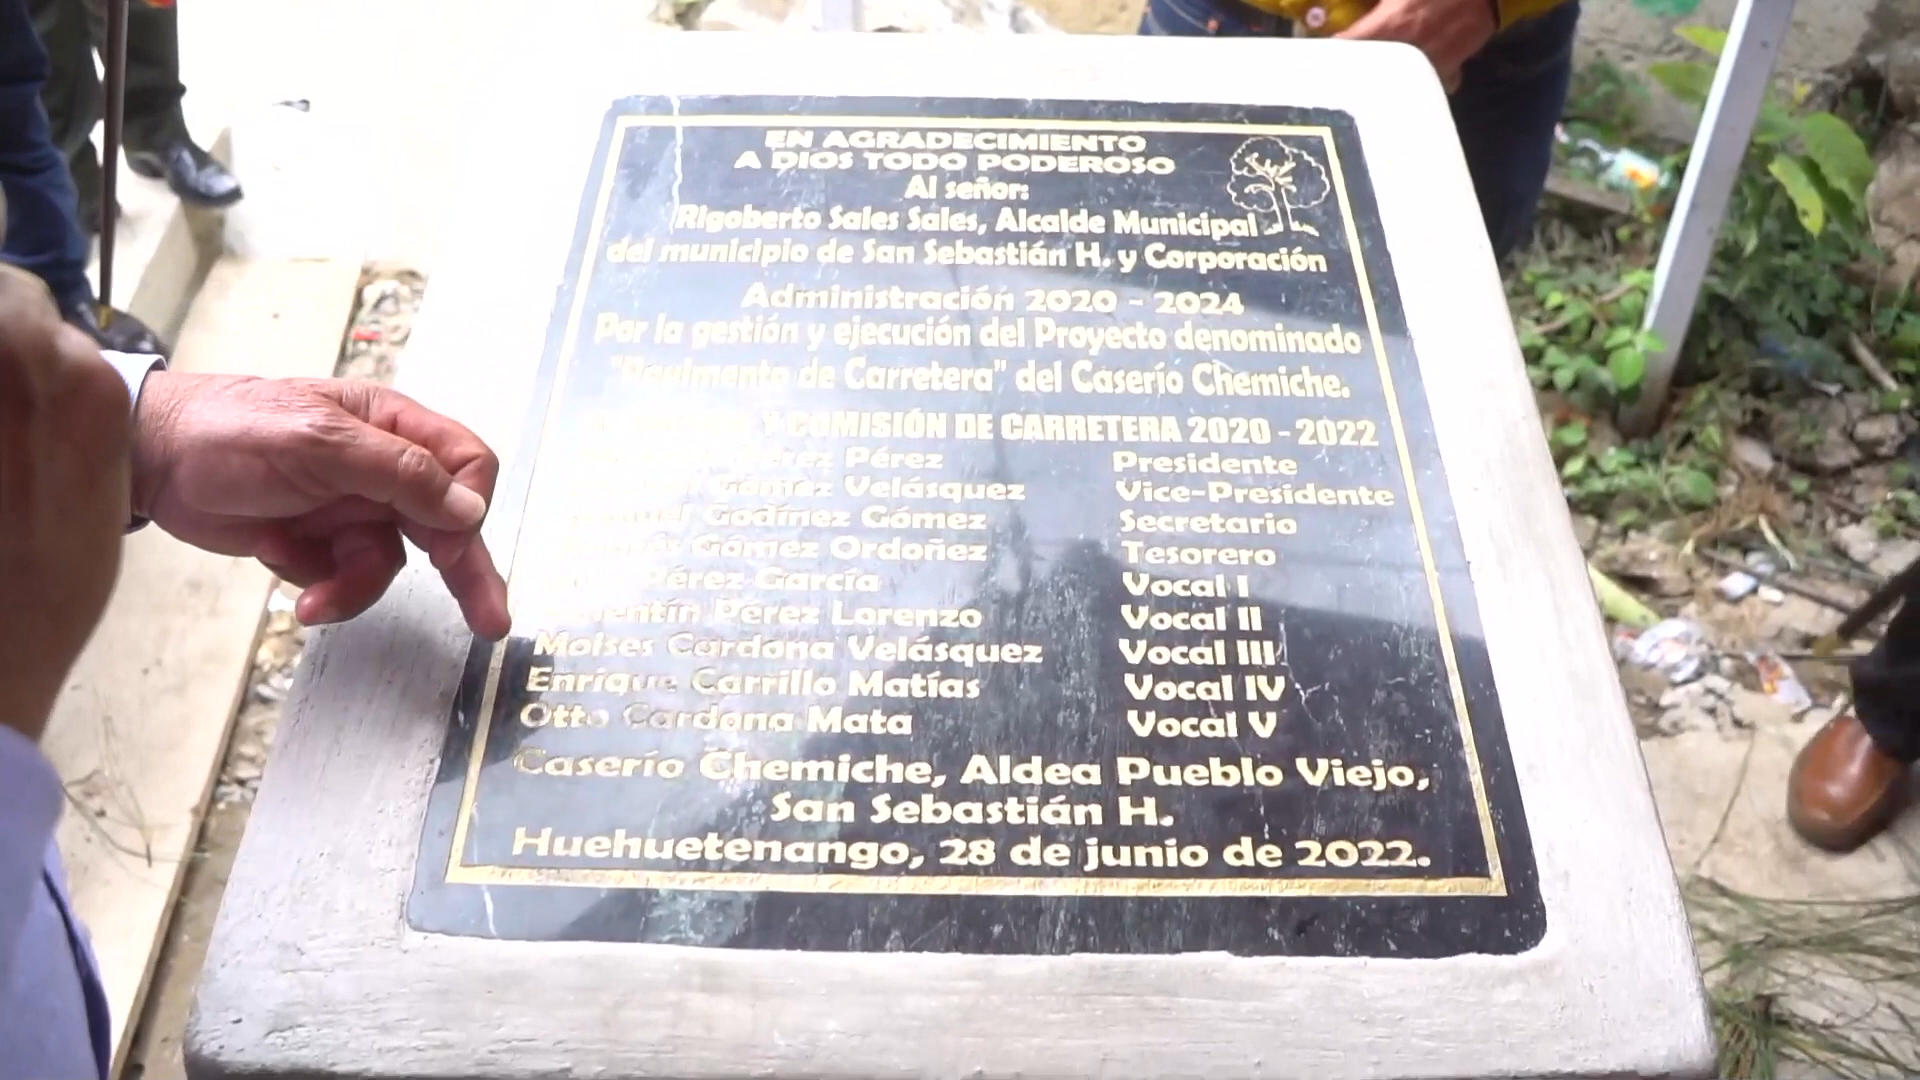 EN AGRADECIMIENTO
A DIOS TODO PODEROSO
Al señor:
Rigoberto Sales Sales, Alcalde Municipal
del municipio de San Sebastián H. y Corporación
Administración 2020 - 2024
Por la gestión y ejecución del Proyecto denominado
"Pavimento de Carretera" del Caserío Chemiche.
Y COMISIÓN DE CARRETERA 2020 - 2022
Pérez Pérez Presidente
Gómez Velásquez Vice-Presidente
Godínez Gómez Secretario
Gómez Ordoñez Tesorero
Pérez García Vocal I
Pérez Lorenzo Vocal II
Moises Cardona Velásquez Vocal III
Enrique Carrillo Matías Vocal IV
Otto Cardona Mata Vocal V
Caserío Chemiche, Aldea Pueblo Viejo,
San Sebastián H.
Huehuetenango, 28 de junio de 2022.